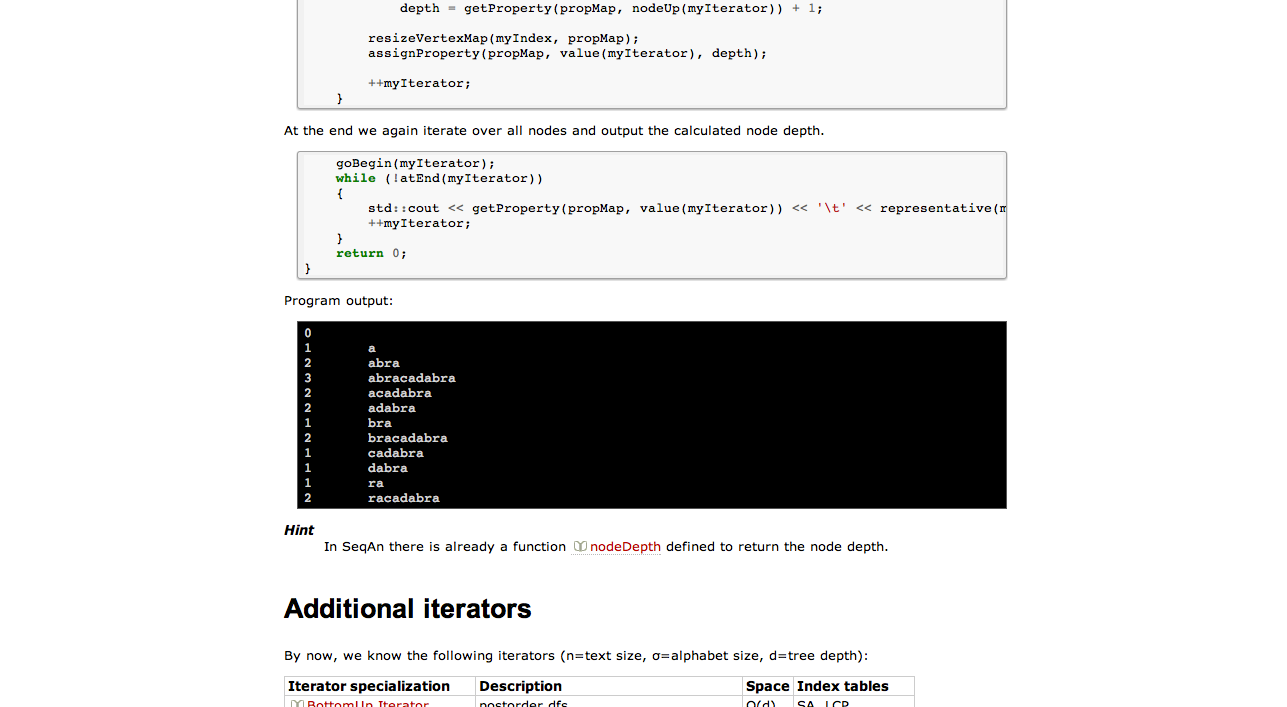 depth = getProperty(propMap, nodeUp(myIterator)) + 1;
resizeVertexMap(myIndex, propMap);
assignProperty(propMap, value(myIterator), depth);
++myIterator;
}
At the end we again iterate over all nodes and output the calculated node depth.
goBegin(myIterator);
while (!atEnd(myIterator))
{
std::cout << getProperty(propMap, value(myIterator)) << '\t' << representative(m
++myIterator;
}
return 0;
}
Program output:
0
1 a
2 abra
3 abracadabra
2 acadabra
2 adabra
1 bra
2 bracadabra
1 cadabra
1 dabra
1 ra
2 racadabra
Hint
In SeqAn there is already a function nodeDepth defined to return the node depth.
Additional iterators
By now, we know the following iterators (n=text size, σ=alphabet size, d=tree depth):
Iterator specialization Description Space Index tables
BottomUp Iterator postorder dfs O(d) SA, LCP